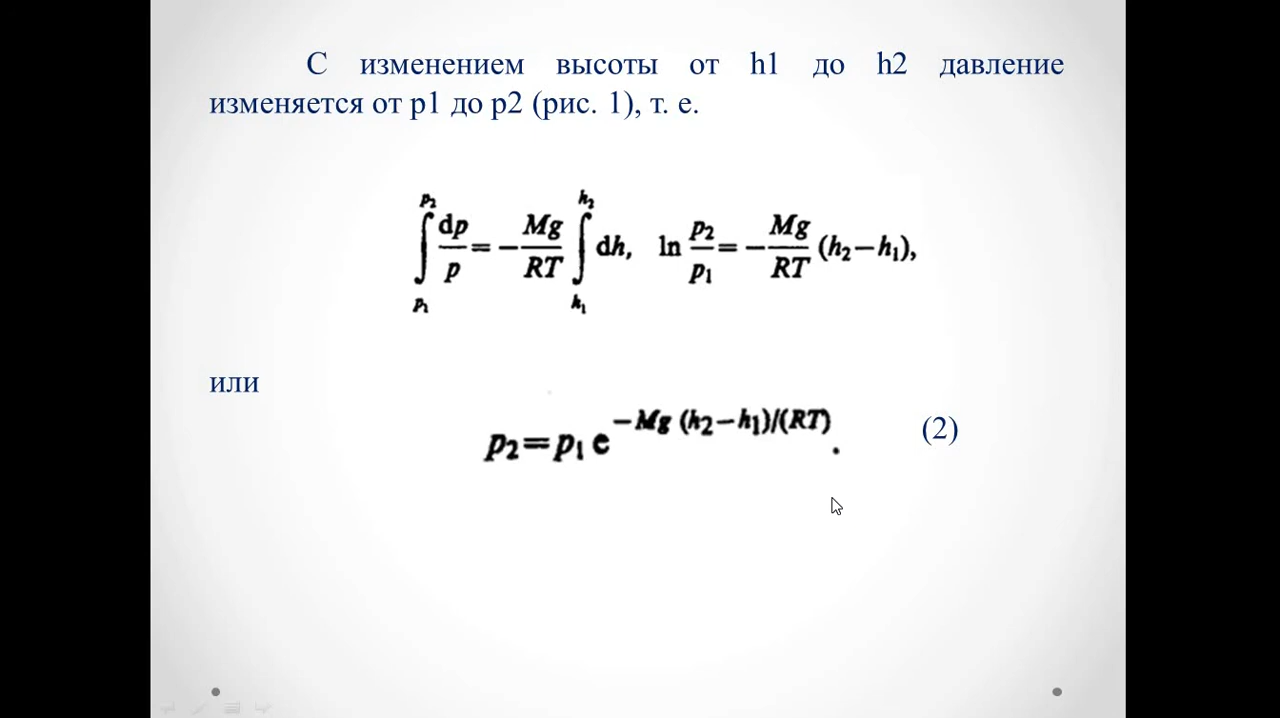 С изменением высоты от h1 до h2 давление
изменяется от p1 до p2 (рис. 1), т. е.
∫_{p₁}^{p₂} dp/p = −Mg/RT ∫_{h₁}^{h₂} dh, ln p₂/p₁ = −Mg/RT (h₂−h₁),
или
p₂ = p₁ e^{−Mg (h₂−h₁)/(RT)}. (2)